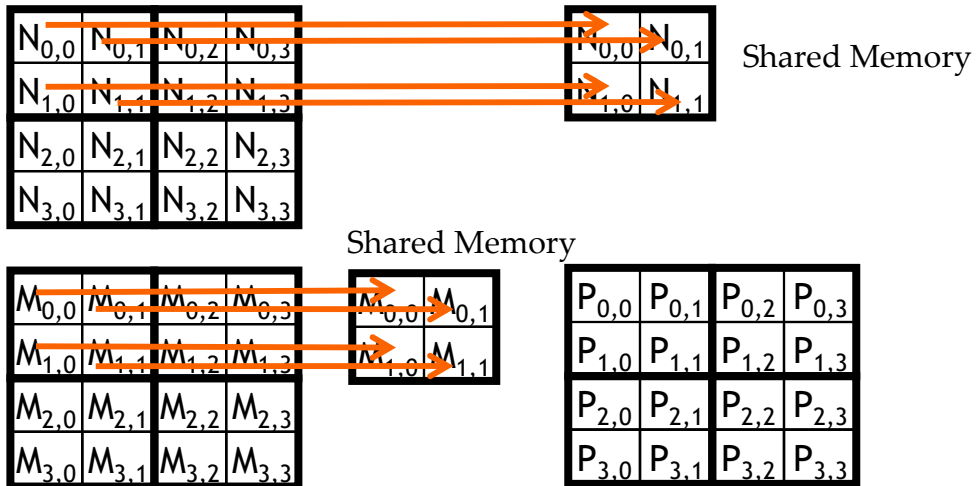 N0,0 N0,1 N0,2 N0,3
N1,0 N1,1 N1,2 N1,3
N2,0 N2,1 N2,2 N2,3
N3,0 N3,1 N3,2 N3,3
N0,0 N0,1
N1,0 N1,1
Shared Memory
Shared Memory
M0,0 M0,1 M0,2 M0,3
M1,0 M1,1 M1,2 M1,3
M2,0 M2,1 M2,2 M2,3
M3,0 M3,1 M3,2 M3,3
M0,0 M0,1
M1,0 M1,1
P0,0 P0,1 P0,2 P0,3
P1,0 P1,1 P1,2 P1,3
P2,0 P2,1 P2,2 P2,3
P3,0 P3,1 P3,2 P3,3